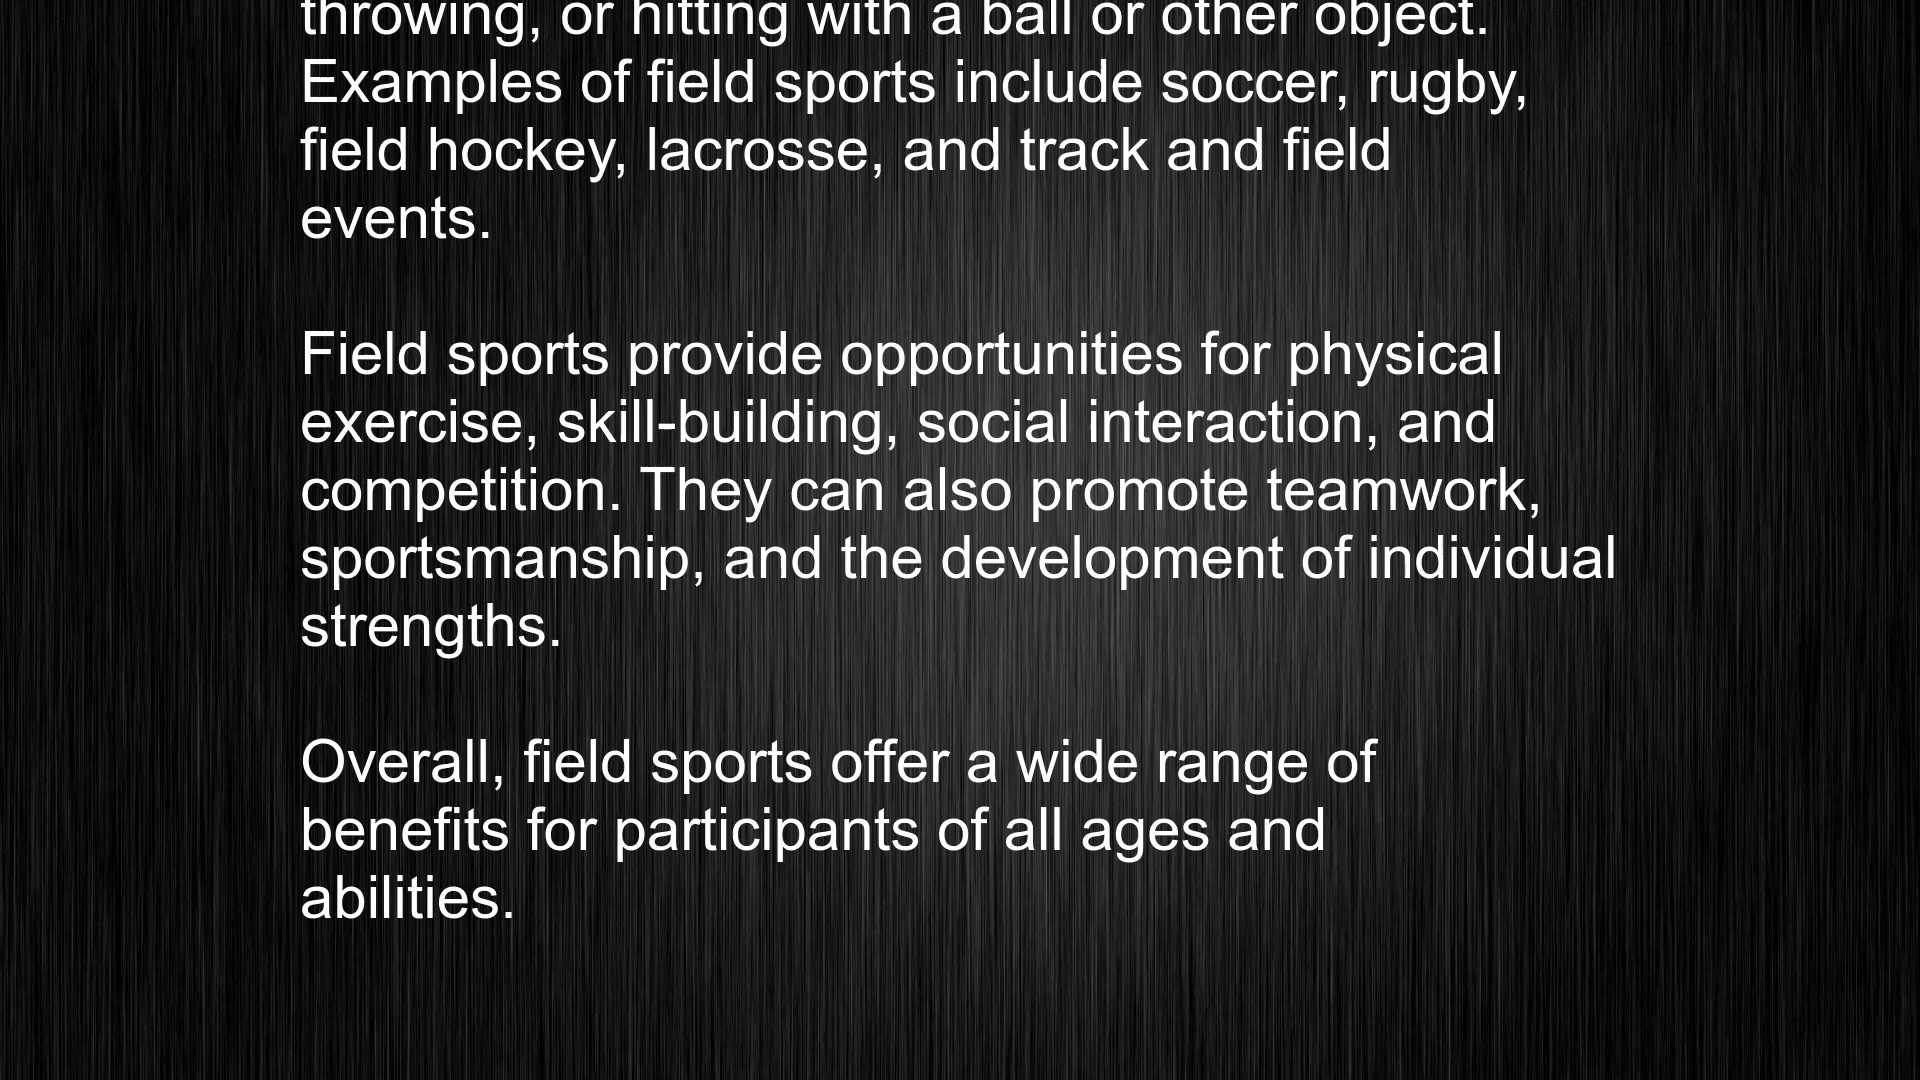 throwing, or hitting with a ball or other object.
Examples of field sports include soccer, rugby,
field hockey, lacrosse, and track and field
events.
Field sports provide opportunities for physical
exercise, skill-building, social interaction, and
competition. They can also promote teamwork,
sportsmanship, and the development of individual
strengths.
Overall, field sports offer a wide range of
benefits for participants of all ages and
abilities.